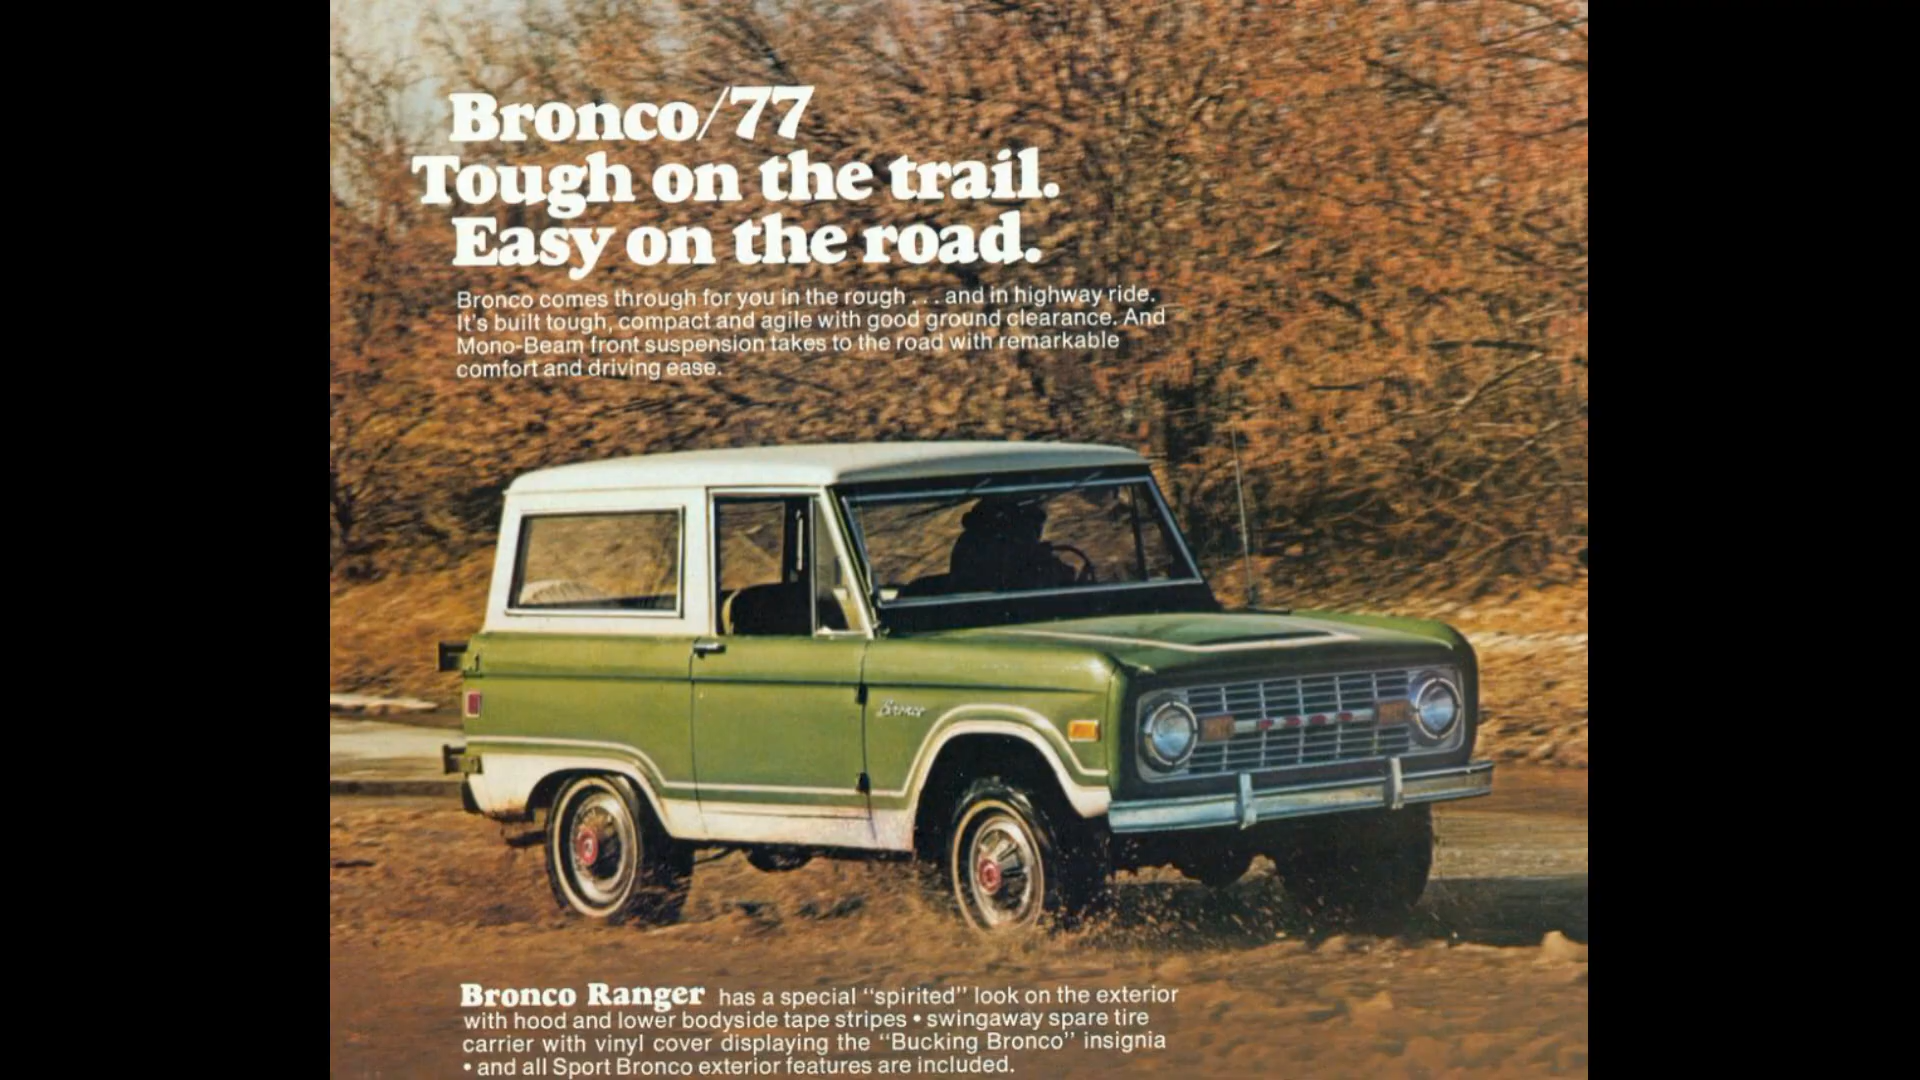 Bronco/77
Tough on the trail.
Easy on the road.
Bronco comes through for you in the rough . . . and in highway ride.
It's built tough, compact and agile with good ground clearance. And
Mono-Beam front suspension takes to the road with remarkable
comfort and driving ease.
Bronco
FORD
Bronco Ranger has a special "spirited" look on the exterior
with hood and lower bodyside tape stripes • swingaway spare tire
carrier with vinyl cover displaying the "Bucking Bronco" insignia
• and all Sport Bronco exterior features are included.